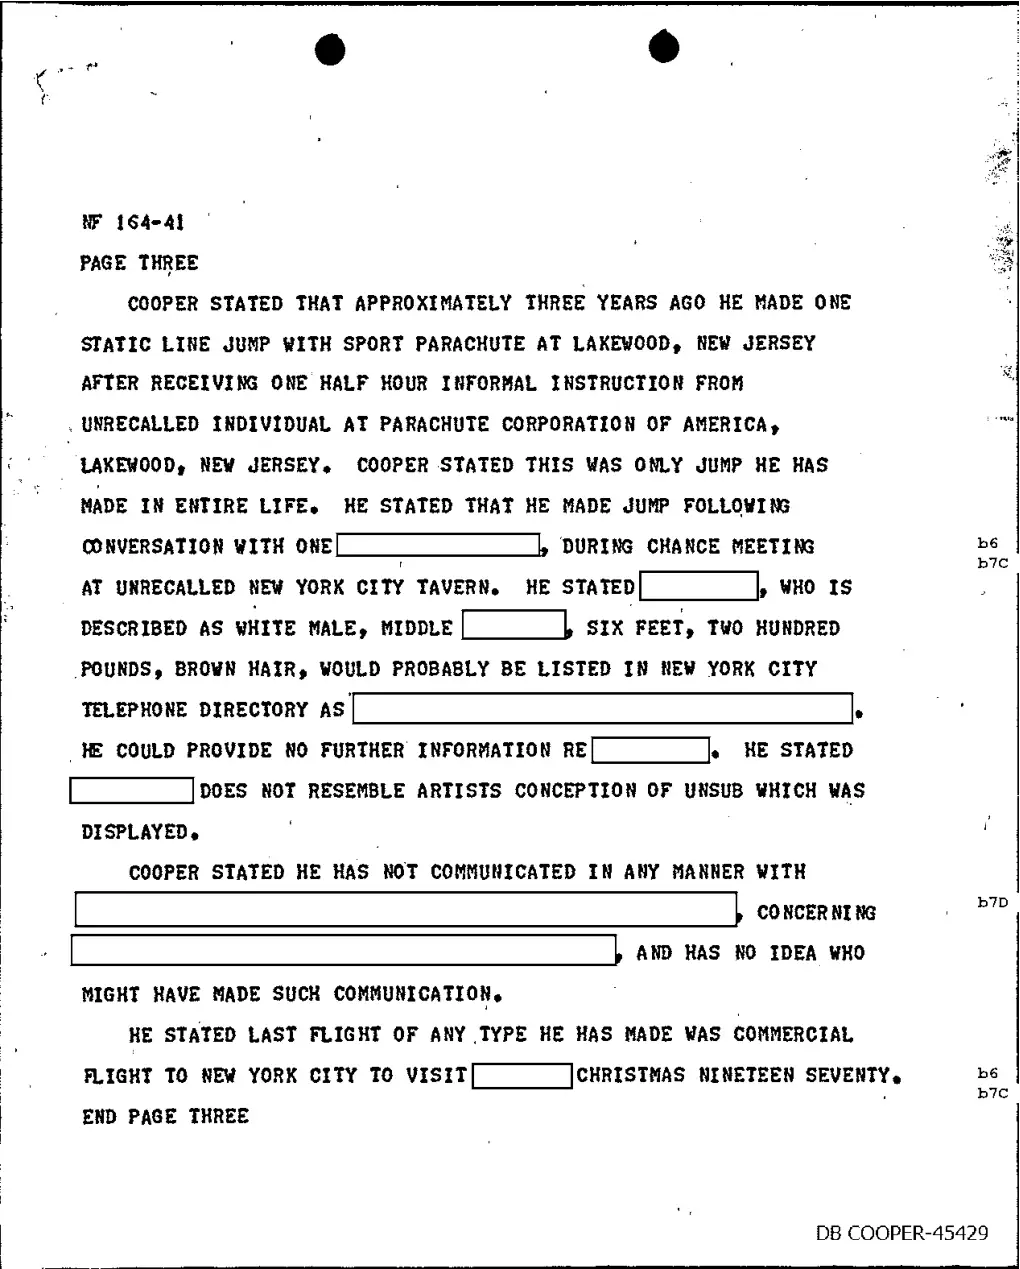 NF 164-41
PAGE THREE
COOPER STATED THAT APPROXIMATELY THREE YEARS AGO HE MADE ONE
STATIC LINE JUMP WITH SPORT PARACHUTE AT LAKEWOOD, NEW JERSEY
AFTER RECEIVING ONE HALF HOUR INFORMAL INSTRUCTION FROM
UNRECALLED INDIVIDUAL AT PARACHUTE CORPORATION OF AMERICA,
LAKEWOOD, NEW JERSEY. COOPER STATED THIS WAS ONLY JUMP HE HAS
MADE IN ENTIRE LIFE. HE STATED THAT HE MADE JUMP FOLLOWING
CONVERSATION WITH ONE , DURING CHANCE MEETING b6
b7C
AT UNRECALLED NEW YORK CITY TAVERN. HE STATED , WHO IS
DESCRIBED AS WHITE MALE, MIDDLE , SIX FEET, TWO HUNDRED
POUNDS, BROWN HAIR, WOULD PROBABLY BE LISTED IN NEW YORK CITY
TELEPHONE DIRECTORY AS .
HE COULD PROVIDE NO FURTHER INFORMATION RE . HE STATED
DOES NOT RESEMBLE ARTISTS CONCEPTION OF UNSUB WHICH WAS
DISPLAYED.
COOPER STATED HE HAS NOT COMMUNICATED IN ANY MANNER WITH
, CONCERNING b7D
, AND HAS NO IDEA WHO
MIGHT HAVE MADE SUCH COMMUNICATION.
HE STATED LAST FLIGHT OF ANY TYPE HE HAS MADE WAS COMMERCIAL
FLIGHT TO NEW YORK CITY TO VISIT CHRISTMAS NINETEEN SEVENTY. b6
b7C
END PAGE THREE
DB COOPER-45429